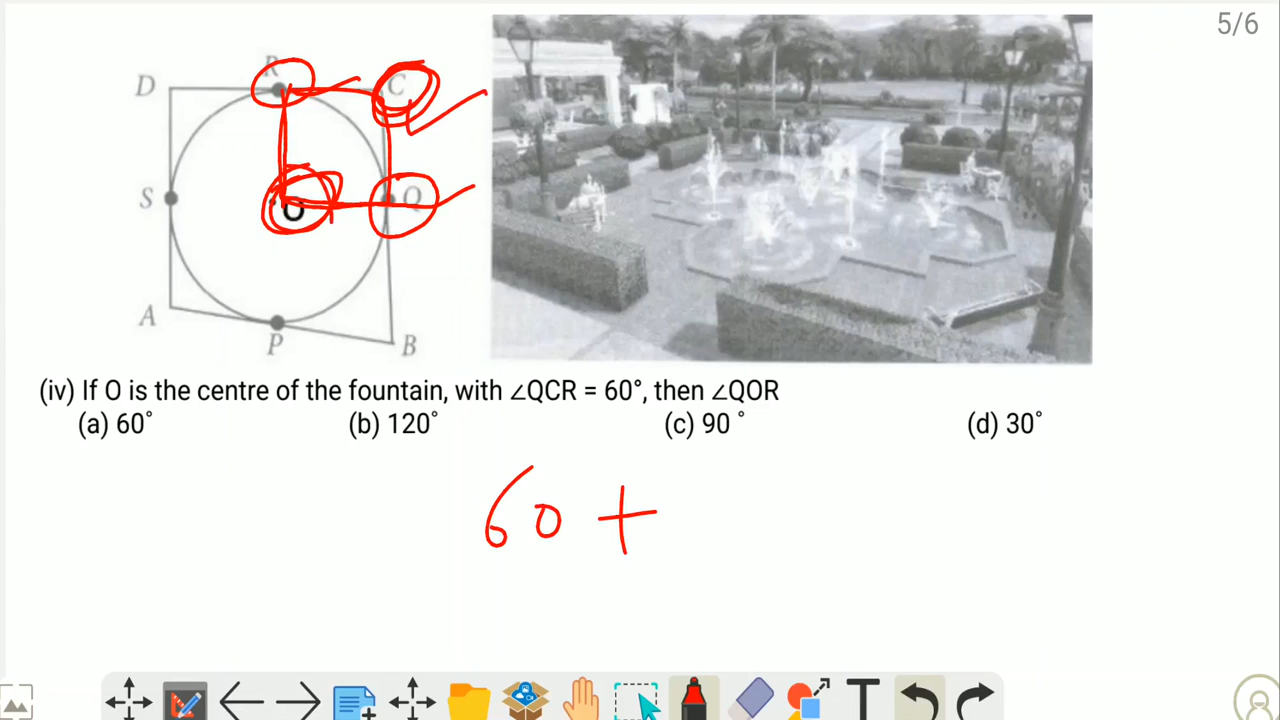 5/6
D
R
C
S
O
Q
A
P
B
(iv) If O is the centre of the fountain, with ∠QCR = 60°, then ∠QOR
(a) 60° (b) 120° (c) 90 ° (d) 30°
60 +
T